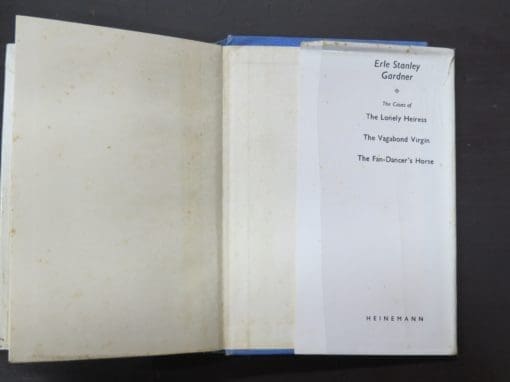 Erle Stanley
Gardner
The Cases of
The Lonely Heiress
The Vagabond Virgin
The Fan-Dancer's Horse
HEINEMANN